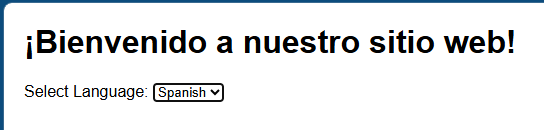 ¡Bienvenido a nuestro sitio web!
Select Language: Spanish